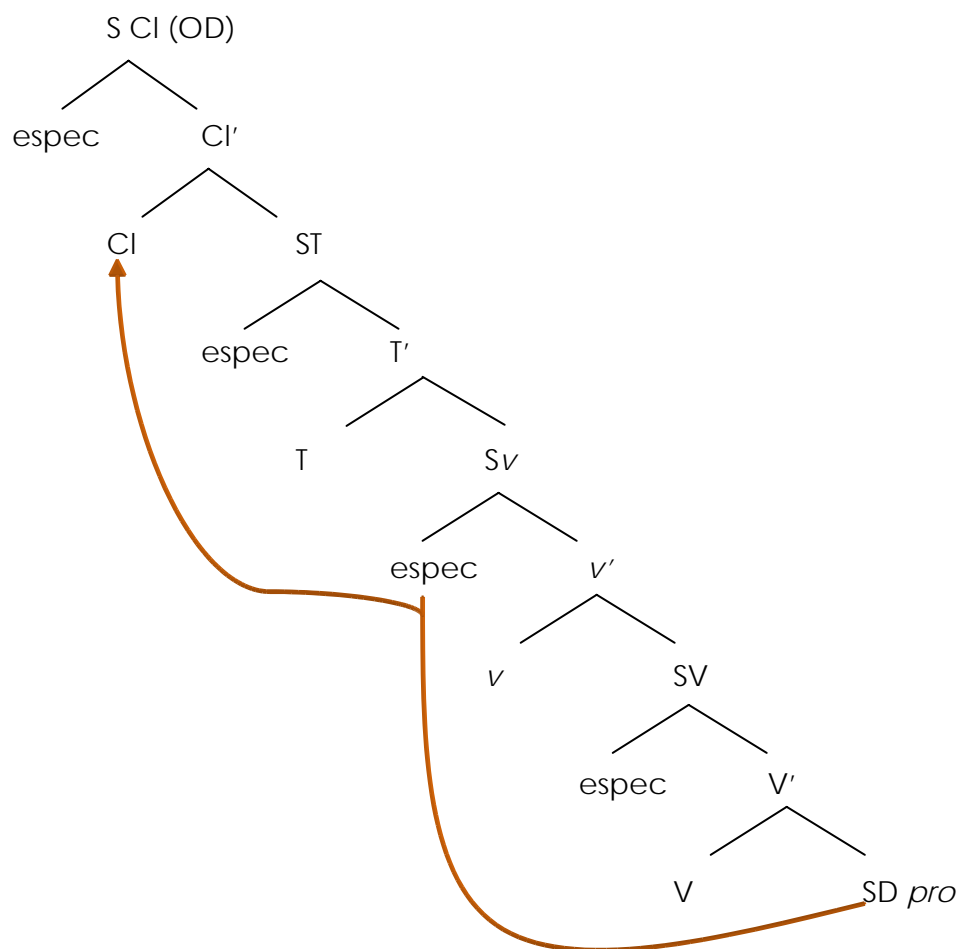 S Cl (OD)
espec Cl'
Cl ST
espec T'
T Sv
espec v'
v SV
espec V'
V SD pro